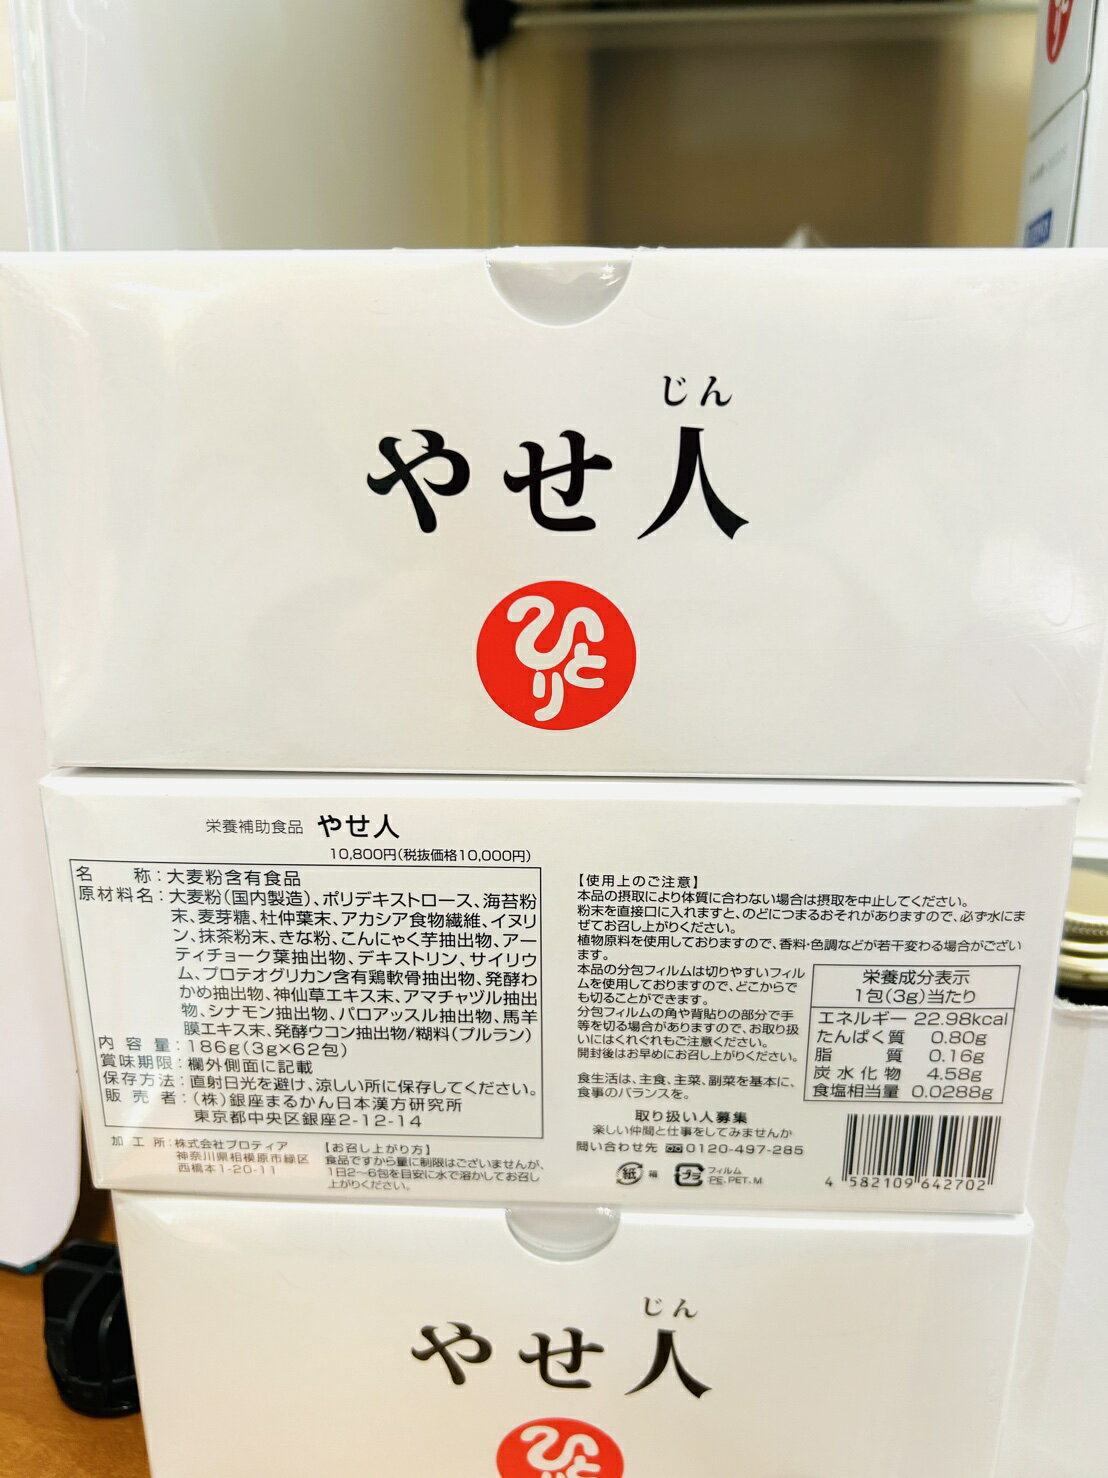 じん
やせ人
ひとり
栄養補助食品 やせ人
10,800円(税抜価格10,000円)
名 称：大麦粉含有食品
原材料名：大麦粉(国内製造)、ポリデキストロース、海苔粉
末、麦芽糖、杜仲葉末、アカシア食物繊維、イヌリ
ン、抹茶粉末、きな粉、こんにゃく芋抽出物、アー
ティチョーク葉抽出物、デキストリン、サイリウ
ム、プロテオグリカン含有鶏軟骨抽出物、発酵わ
かめ抽出物、神仙草エキス末、アマチャヅル抽出
物、シナモン抽出物、パロアッスル抽出物、馬羊
膜エキス末、発酵ウコン抽出物/糊料(プルラン)
内容量：186g(3g×62包)
賞味期限：欄外側面に記載
保存方法：直射日光を避け、涼しい所に保存してください。
販売者：(株)銀座まるかん日本漢方研究所
東京都中央区銀座2-12-14
加工所：株式会社プロティア
神奈川県相模原市緑区
西橋本1-20-11
【お召し上がり方】
食品ですから量に制限はございませんが、
1日2〜6包を目安に水で溶かしてお召し
上がりください。
【使用上のご注意】
本品の摂取により体質に合わない場合は摂取を中止してください。
粉末を直接口に入れますと、のどにつまるおそれがありますので、必ず水にま
ぜてお召し上がりください。
植物原料を使用しておりますので、香料・色調などが若干変わる場合がござい
ます。
本品の分包フィルムは切りやすいフィル
ムを使用しておりますので、どこからで
も切ることができます。
分包フィルムの角や背貼りの部分で手
等を切る場合がありますので、お取り扱
いにはくれぐれもご注意ください。
開封後はお早めにお召し上がりください。
食生活は、主食、主菜、副菜を基本に、
食事のバランスを。
栄養成分表示
1包(3g)当たり
エネルギー 22.98kcal
たんぱく質 0.80g
脂質 0.16g
炭水化物 4.58g
食塩相当量 0.0288g
取り扱い人募集
楽しい仲間と仕事をしてみませんか
問い合わせ先 0120-497-285
紙 箱 プラ フィルム
PE、PET、M
4 582109 642702
じん
やせ人
ひと